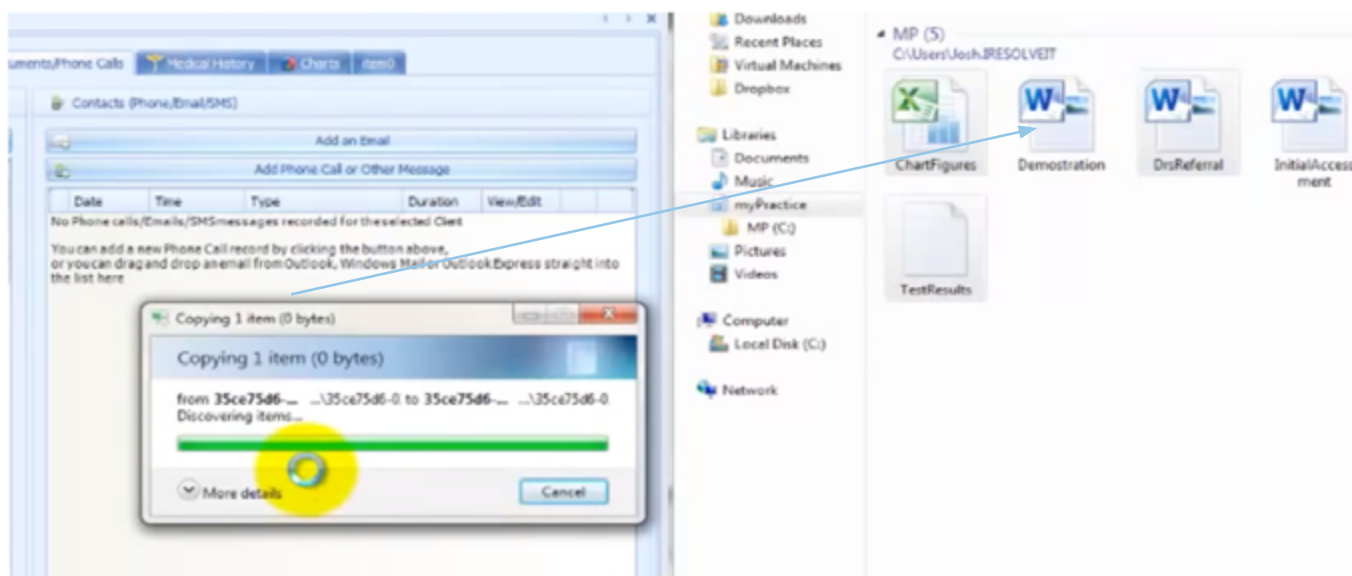 uments/Phone Calls
Medical History
Charts
item0
Contacts (Phone/Email/SMS)
Add an Email
Add Phone Call or Other Message
Date Time Type Duration View/Edit
No Phone calls/Emails/SMS messages recorded for the selected Client
You can add a new Phone Call record by clicking the button above,
or you can drag and drop an email from Outlook, Windows Mail or Outlook Express straight into
the list here
Copying 1 item (0 bytes)
Copying 1 item (0 bytes)
from 35ce75d6-... ...\35ce75d6-0 to 35ce75d6-... ...\35ce75d6-0
Discovering items...
More details
Cancel
Downloads
Recent Places
Virtual Machines
Dropbox
Libraries
Documents
Music
myPractice
MP (C:)
Pictures
Videos
Computer
Local Disk (C:)
Network
MP (5)
C:\Users\Josh.IRESOLVEIT
ChartFigures
Demostration
DrsReferral
InitialAccess
ment
TestResults